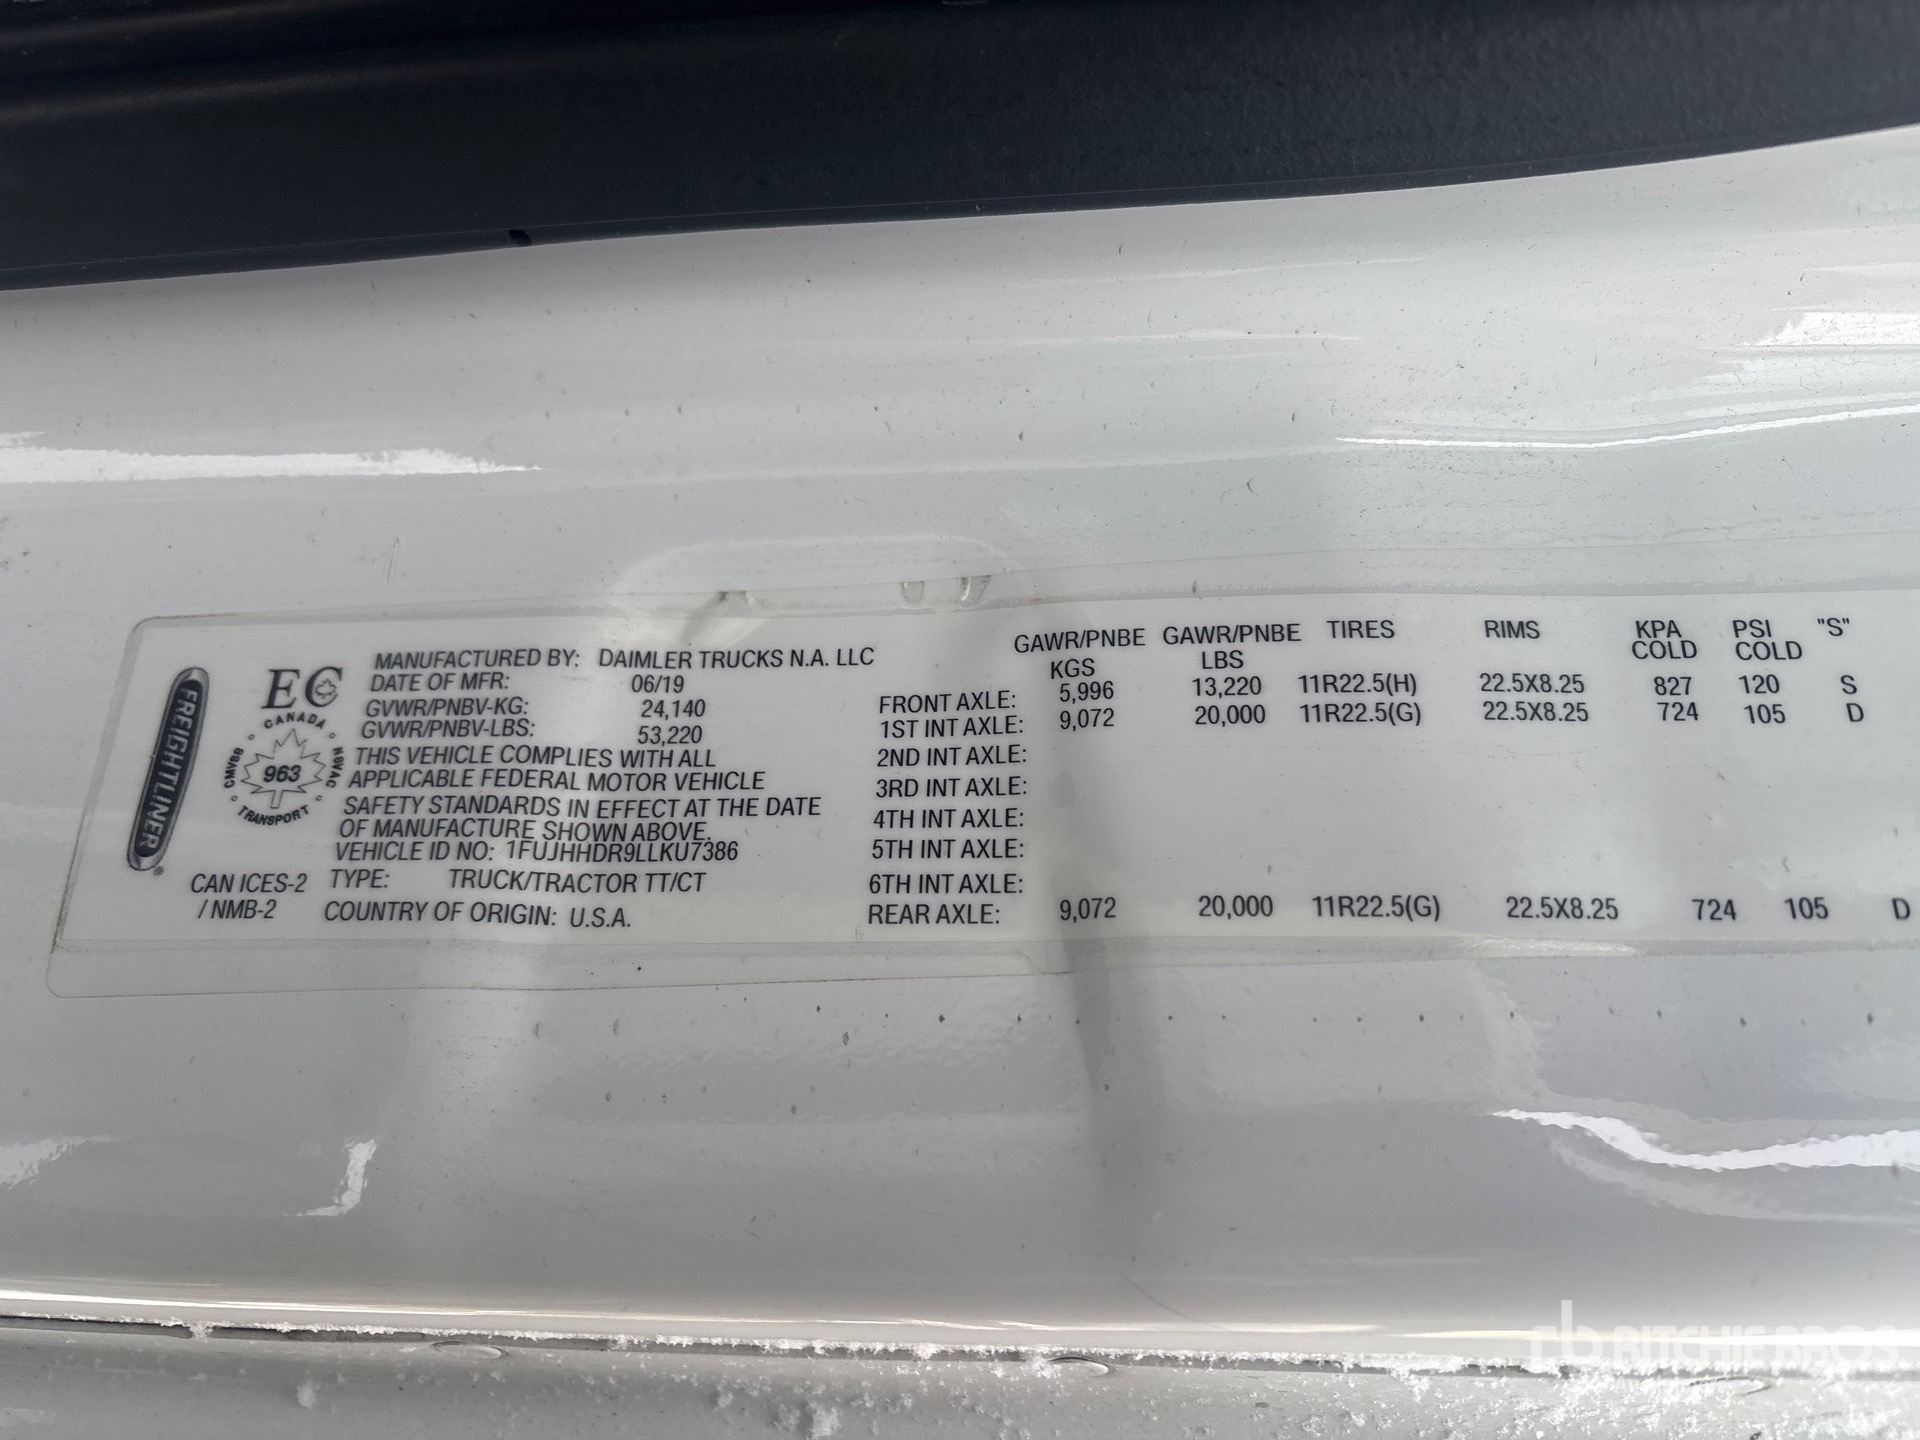 FREIGHTLINER
EC
CANADA
CMVSS
NSVAC
963
TRANSPORT
CAN ICES-2
/ NMB-2
MANUFACTURED BY: DAIMLER TRUCKS N.A. LLC
DATE OF MFR: 06/19
GVWR/PNBV-KG: 24,140
GVWR/PNBV-LBS: 53,220
THIS VEHICLE COMPLIES WITH ALL
APPLICABLE FEDERAL MOTOR VEHICLE
SAFETY STANDARDS IN EFFECT AT THE DATE
OF MANUFACTURE SHOWN ABOVE.
VEHICLE ID NO: 1FUJHHDR9LLKU7386
TYPE: TRUCK/TRACTOR TT/CT
COUNTRY OF ORIGIN: U.S.A.
GAWR/PNBE KGS GAWR/PNBE LBS TIRES RIMS KPA COLD PSI COLD "S"
FRONT AXLE: 5,996 13,220 11R22.5(H) 22.5X8.25 827 120 S
1ST INT AXLE: 9,072 20,000 11R22.5(G) 22.5X8.25 724 105 D
2ND INT AXLE:
3RD INT AXLE:
4TH INT AXLE:
5TH INT AXLE:
6TH INT AXLE:
REAR AXLE: 9,072 20,000 11R22.5(G) 22.5X8.25 724 105 D
rb RITCHIE BROS